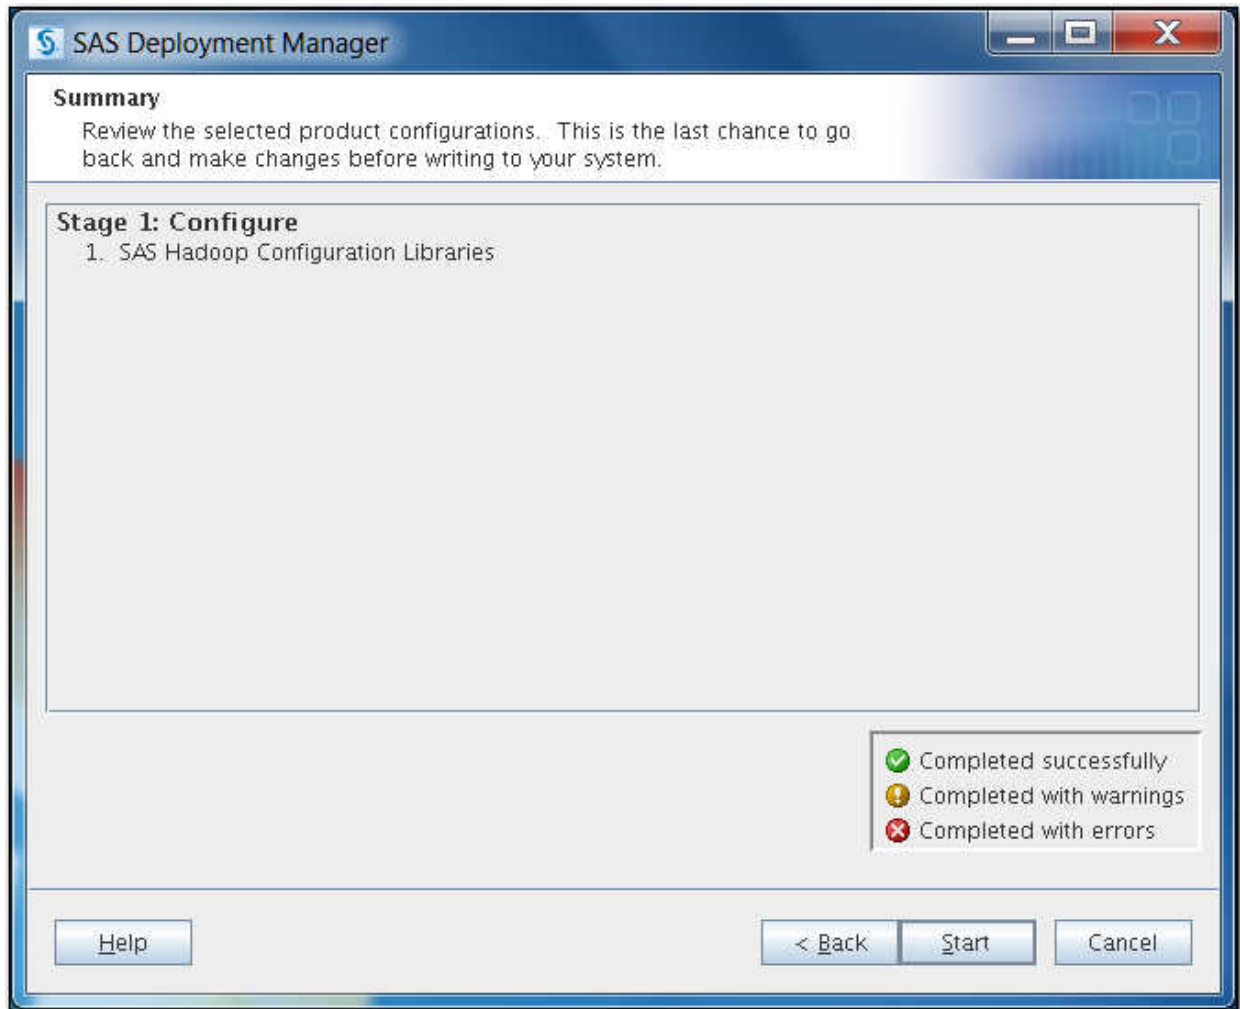 SAS Deployment Manager
Summary
Review the selected product configurations. This is the last chance to go
back and make changes before writing to your system.
Stage 1: Configure
1. SAS Hadoop Configuration Libraries
Completed successfully
Completed with warnings
Completed with errors
Help
< Back
Start
Cancel